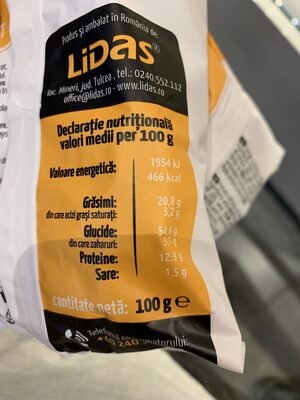 Produs și ambalat în România de:
LiDAS®
loc. Mineri, jud. Tulcea, tel.: 0240.552.112
office@lidas.ro - www.lidas.ro
Declarație nutrițională
valori medii per 100 g
Valoare energetică: 1954 kJ
466 kcal
Grăsimi: 20,8 g
din care acizi grași saturați: 3,2 g
Glucide: 54,6 g
din care zaharuri: 3,1 g
Proteine: 12,3 g
Sare: 1,5 g
cantitate netă: 100 g ℮